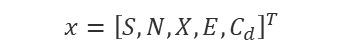 x = [S, N, X, E, C_d]^T